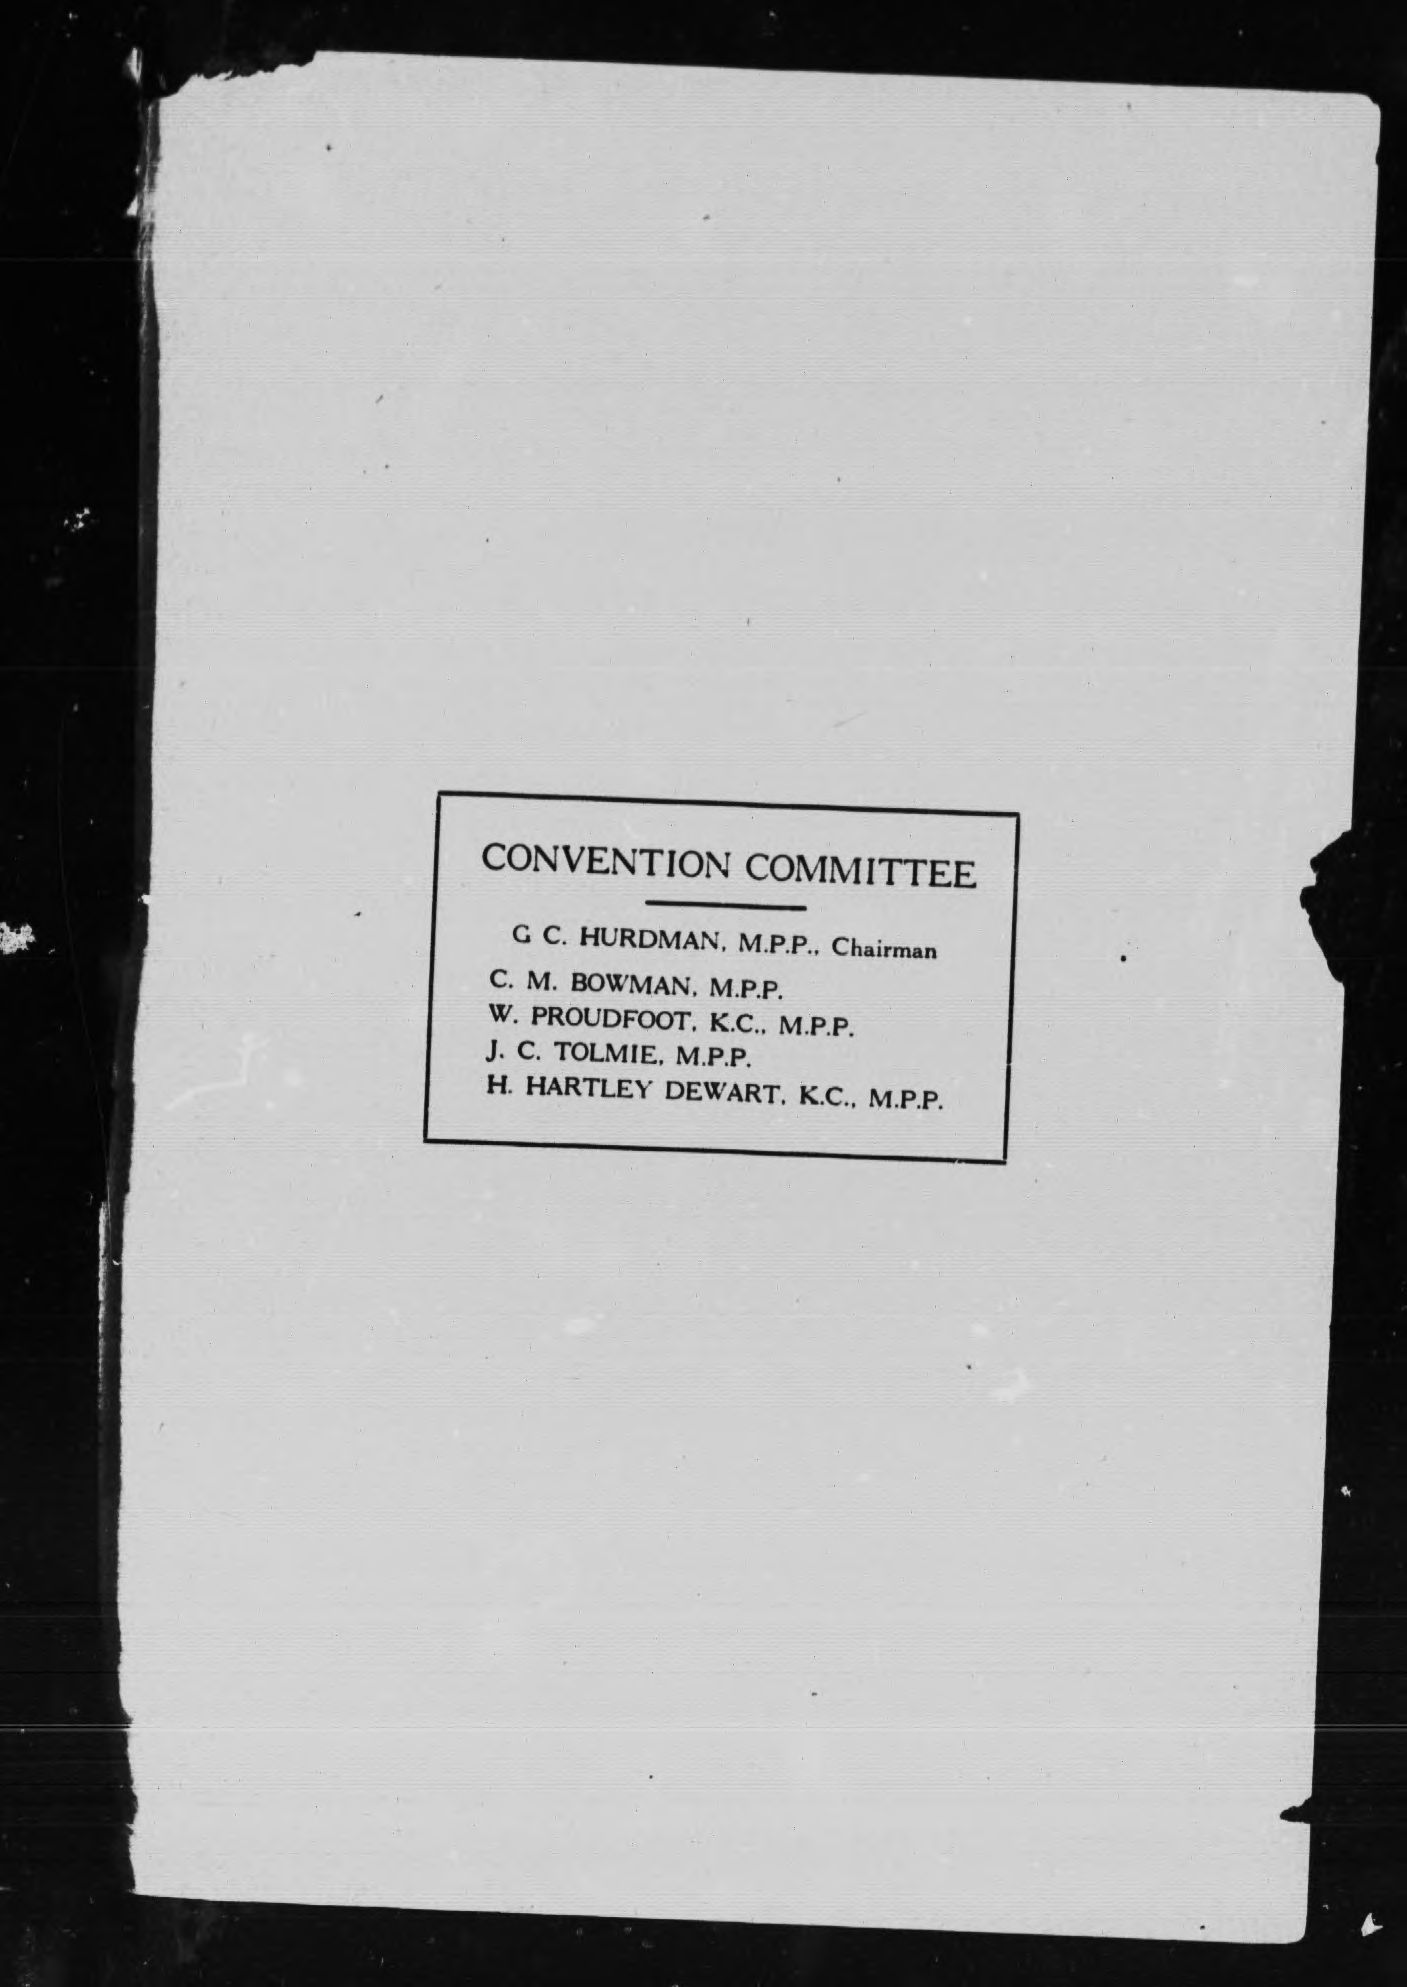 CONVENTION COMMITTEE
G C. HURDMAN, M.P.P., Chairman
C. M. BOWMAN, M.P.P.
W. PROUDFOOT, K.C., M.P.P.
J. C. TOLMIE, M.P.P.
H. HARTLEY DEWART, K.C., M.P.P.